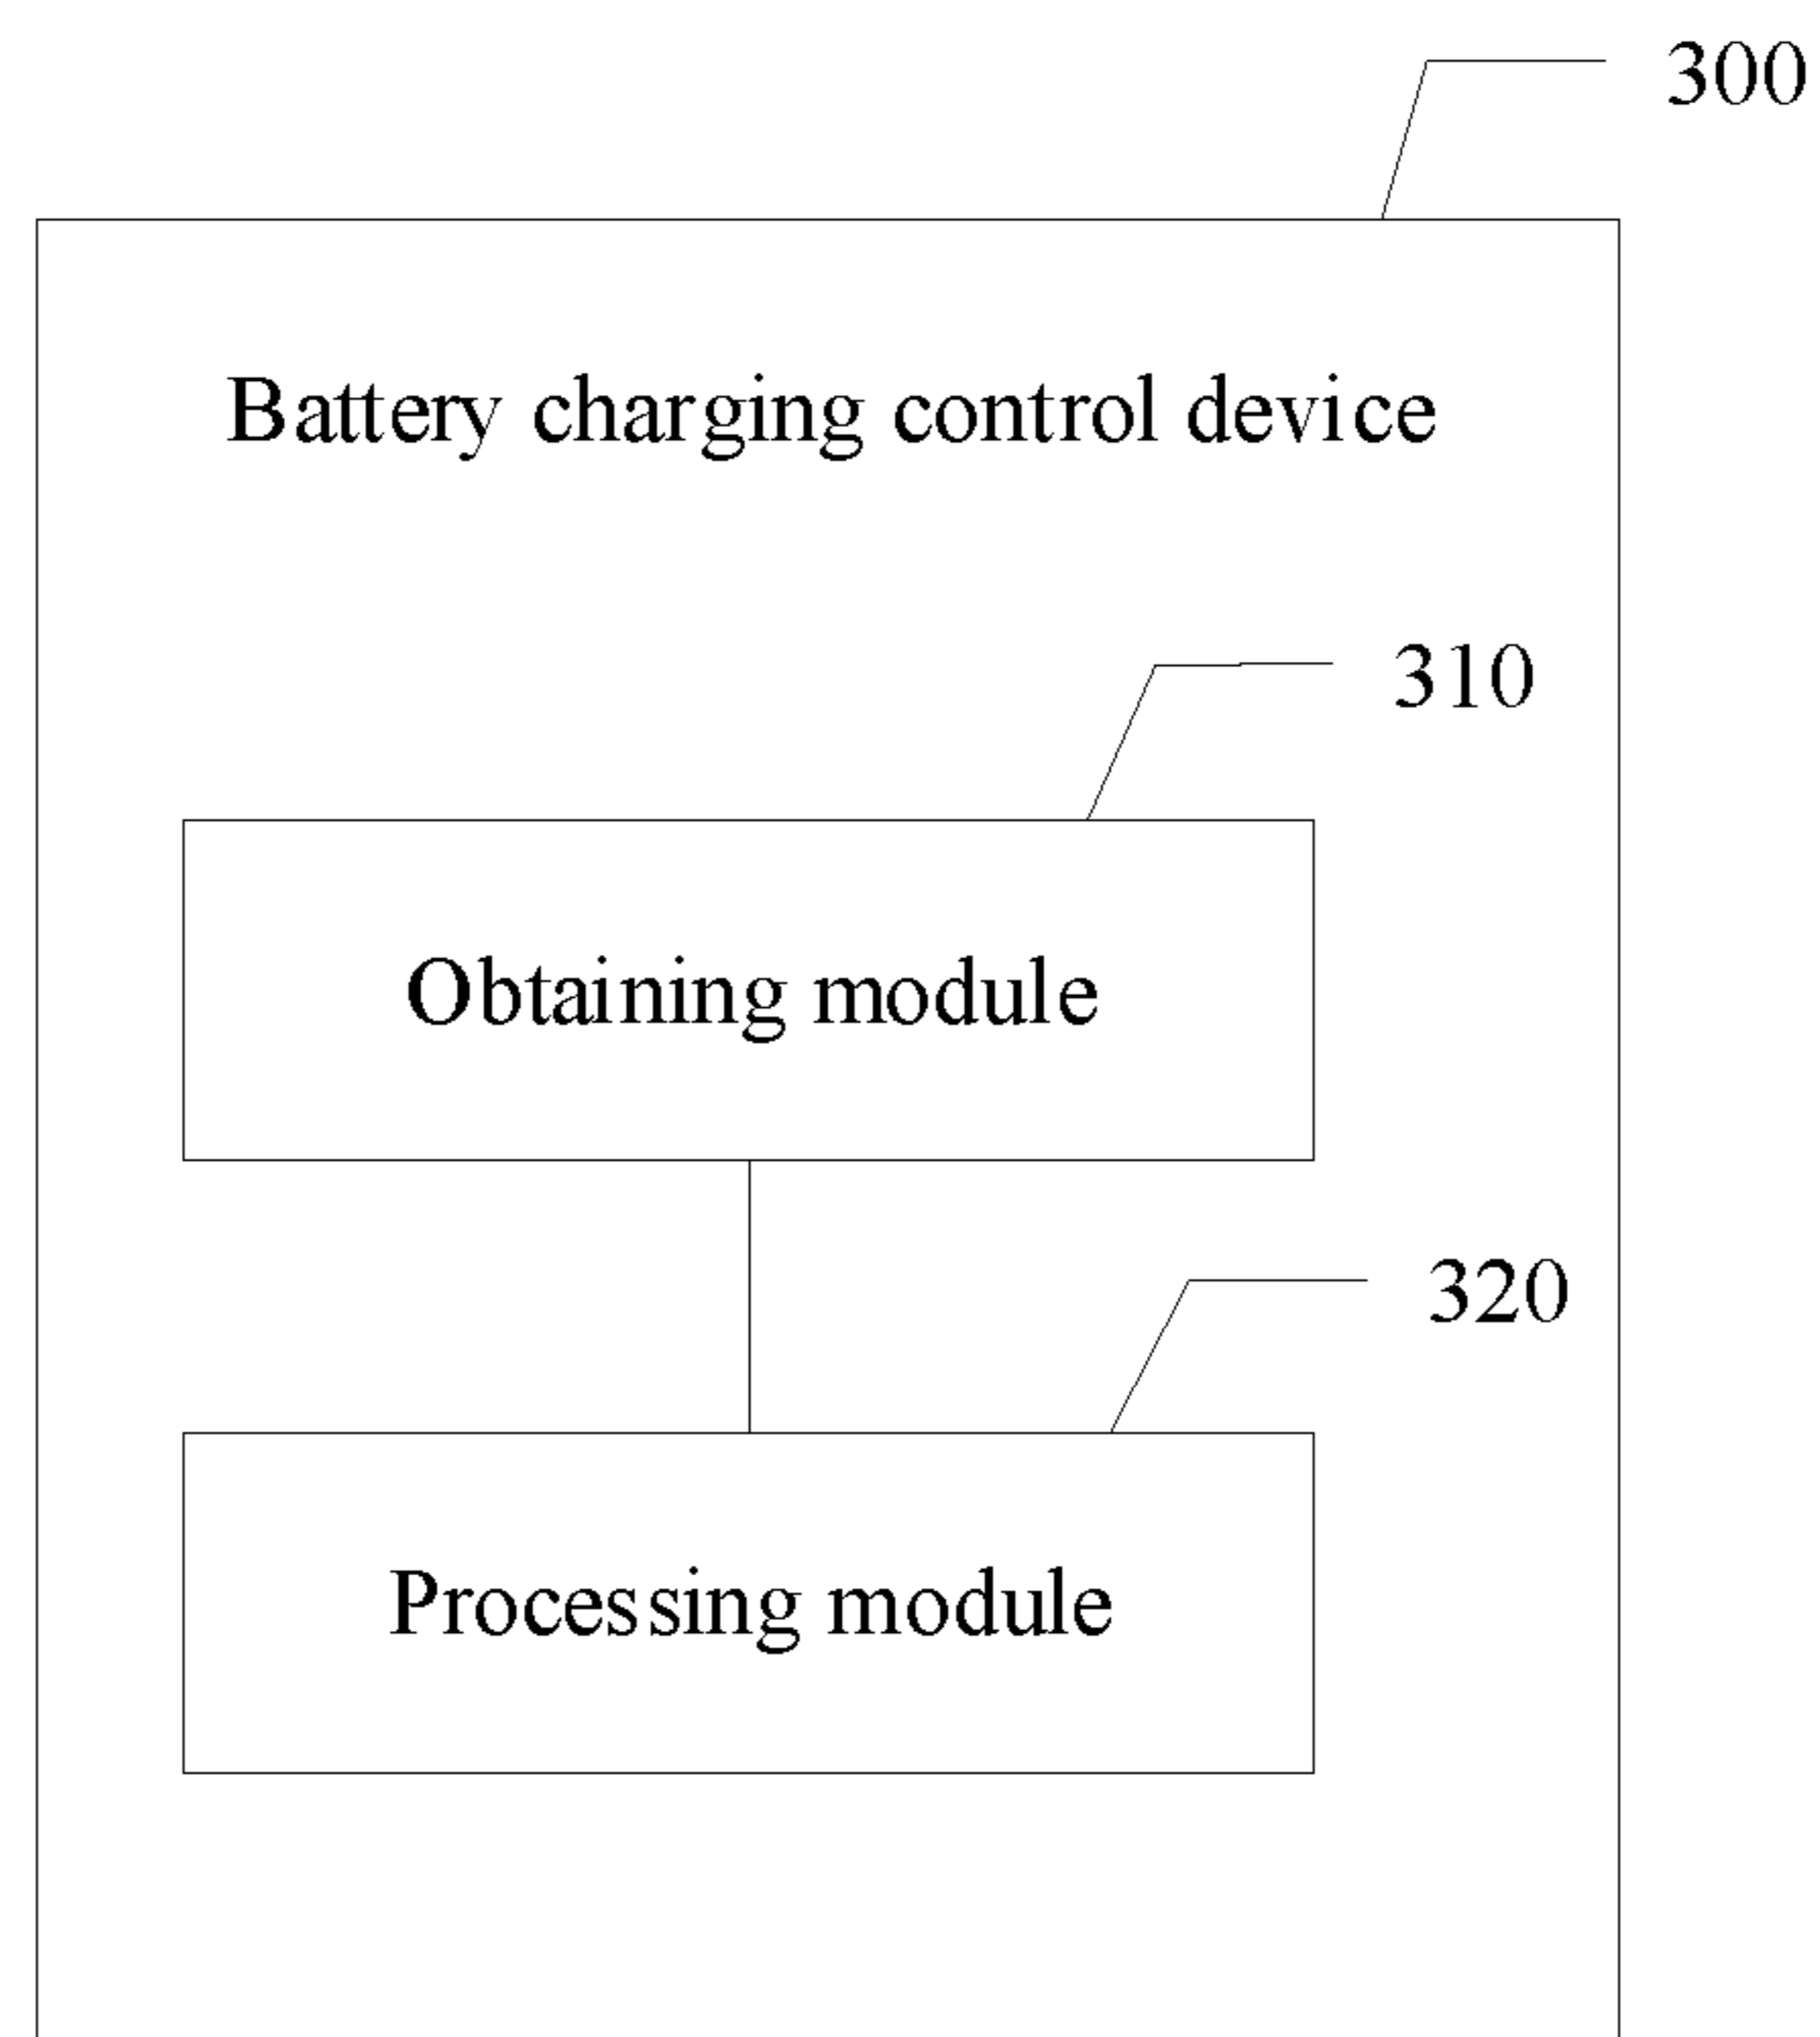 300
Battery charging control device
310
Obtaining module
320
Processing module